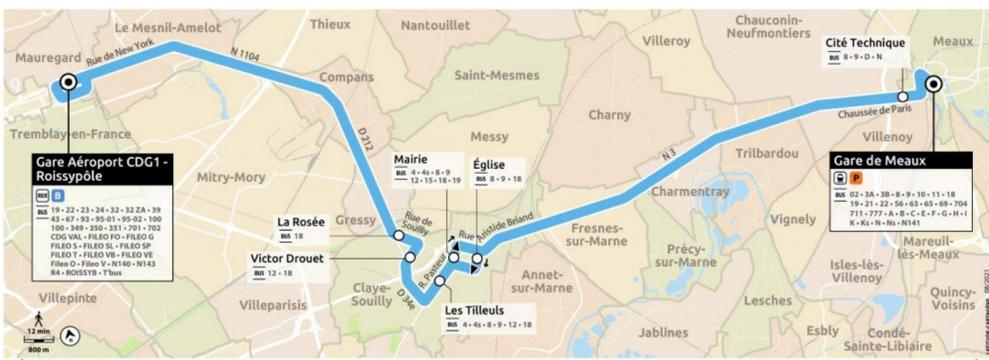 Mauregard
Le Mesnil-Amelot
Thieux
Nantouillet
Villeroy
Chauconin-
Neufmontiers
Meaux
Rue de New York
N 1104
Compans
Saint-Mesmes
Charny
Cité Technique
BUS 8 • 9 • D • N
Chaussée de Paris
Villenoy
Tremblay-en-France
D 212
Messy
N 3
Trilbardou
Gare Aéroport CDG1 -
Roissypôle
RER B
BUS 19 • 22 • 23 • 24 • 32 • 32 ZA • 39
43 • 67 • 93 • 95-01 • 95-02 • 100
100 • 349 • 350 • 351 • 701 • 702
CDG VAL • FILEO FO • FILEO G
FILEO S • FILEO SL • FILEO SP
FILEO T • FILEO VB • FILEO VE
Fileo O • Fileo V • N140 • N143
R4 • ROISSYB • T'bus
Mitry-Mory
Mairie
BUS 4 • 4s • 8 • 9
12 • 15 • 18 • 19
Église
BUS 8 • 9 • 18
Gare de Meaux
P
BUS 02 • 3A • 3B • 8 • 9 • 10 • 11 • 18
19 • 21 • 22 • 56 • 63 • 65 • 69 • 704
711 • 777 • A • B • C • E • F • G • H • I
K • Ks • N • Ns • N141
Charmentray
Vignely
Gressy
La Rosée
BUS 18
Rue de
Souilly
Rue Aristide Briand
R. Pasteur
Fresnes-
sur-Marne
Précy-
sur-Marne
Mareuil-
lès-Meaux
Victor Drouet
BUS 12 • 18
D 34e
Claye-
Souilly
Annet-
sur-Marne
Isles-lès-
Villenoy
Villepinte
Villeparisis
Les Tilleuls
BUS 4 • 4s • 8 • 9 • 12 • 18
Lesches
Quincy-
Voisins
Jablines
Esbly
Condé-
Sainte-Libiaire
12 min
800 m
08/2021